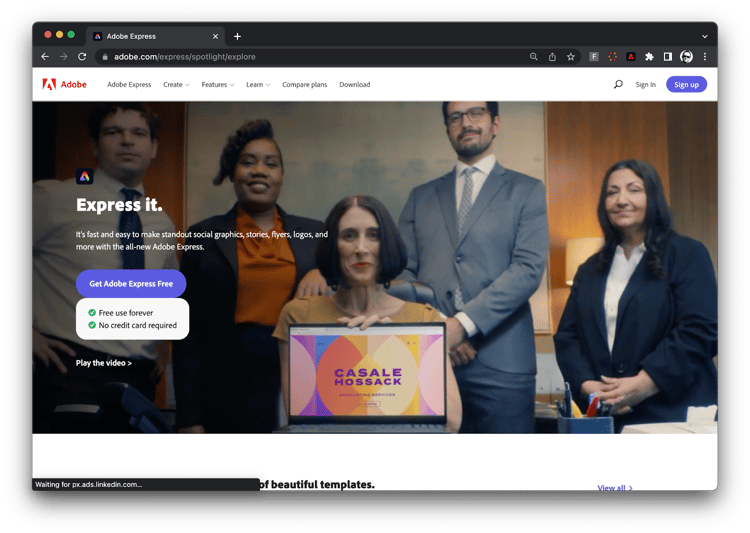 Adobe Express
adobe.com/express/spotlight/explore
Adobe
Adobe Express
Create
Features
Learn
Compare plans
Download
Sign In
Sign up
Express it.
It's fast and easy to make standout social graphics, stories, flyers, logos, and
more with the all-new Adobe Express.
Get Adobe Express Free
Free use forever
No credit card required
Play the video >
CASALE
HOSSACK
ACCOUNTING SERVICES
Waiting for px.ads.linkedin.com...
of beautiful templates.
View all